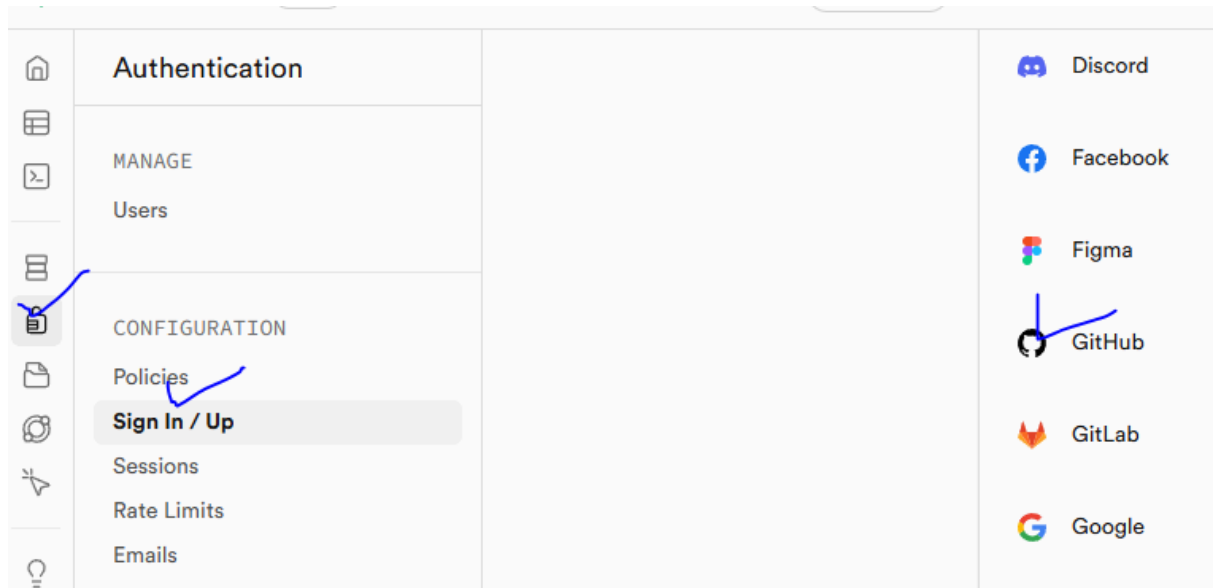 Authentication
MANAGE
Users
CONFIGURATION
Policies
Sign In / Up
Sessions
Rate Limits
Emails
Discord
Facebook
Figma
GitHub
GitLab
Google